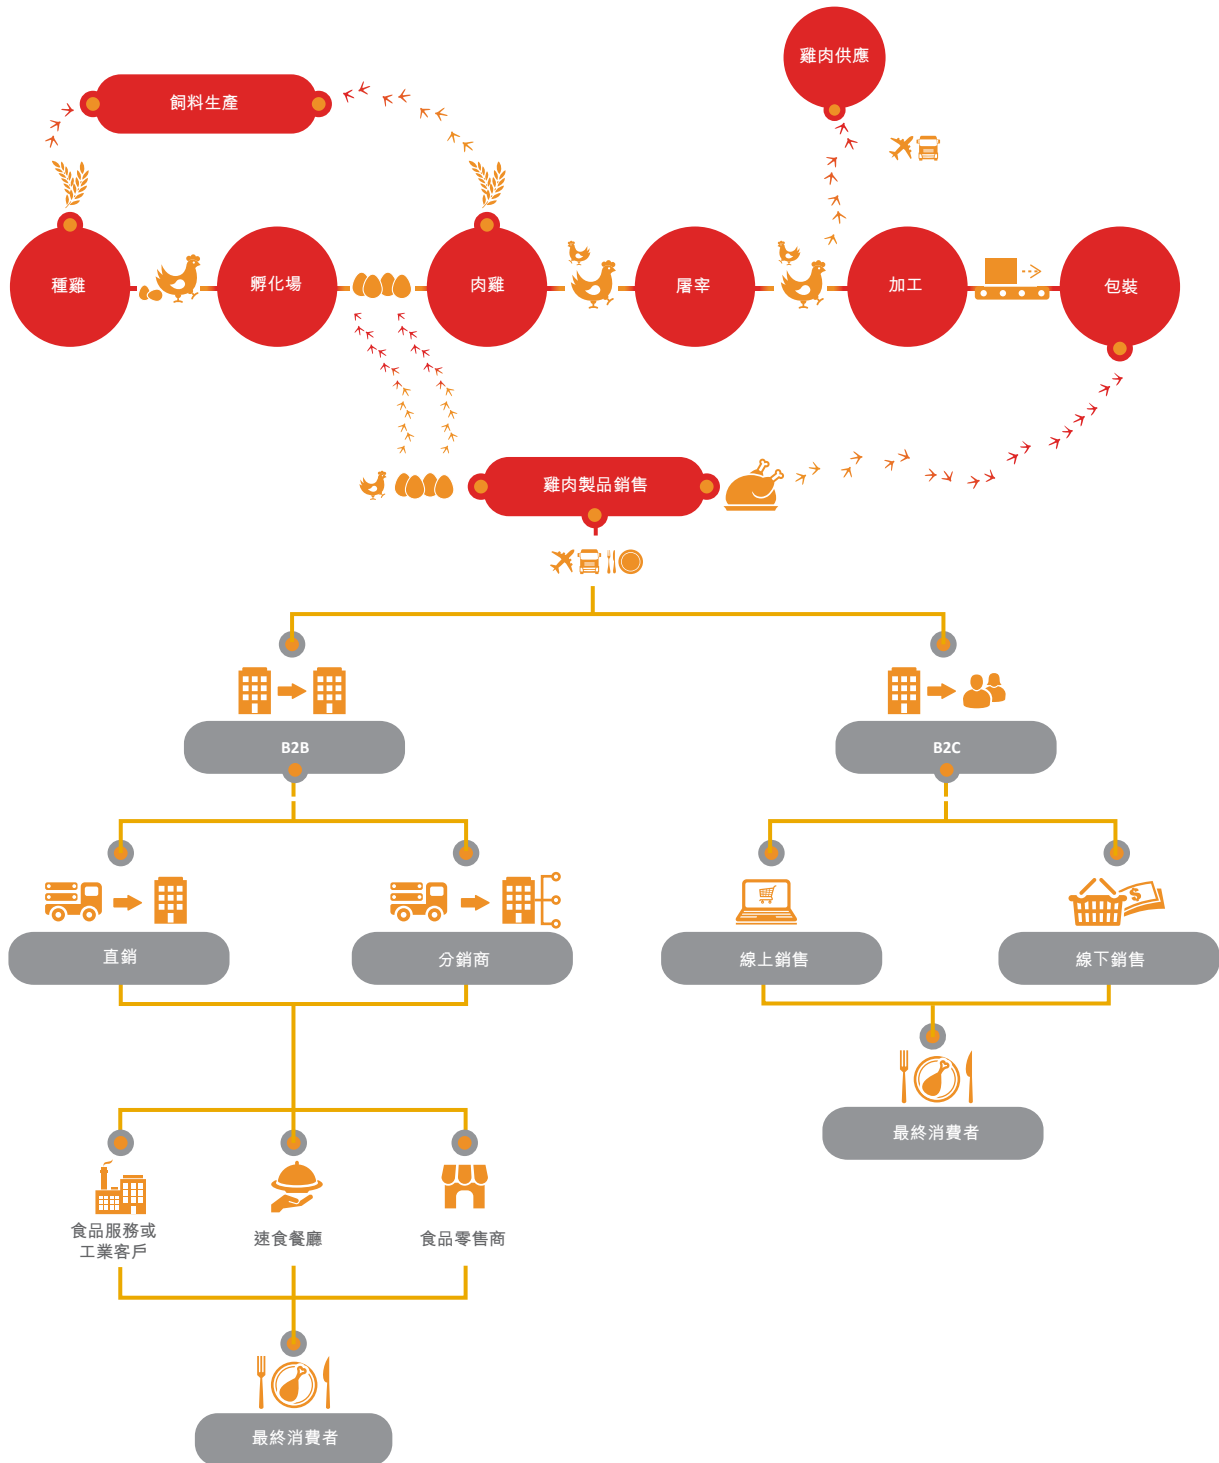 雞肉供應
飼料生產
種雞
孵化場
肉雞
屠宰
加工
包裝
雞肉製品銷售
B2B
B2C
直銷
分銷商
線上銷售
線下銷售
最終消費者
食品服務或
工業客戶
速食餐廳
食品零售商
最終消費者